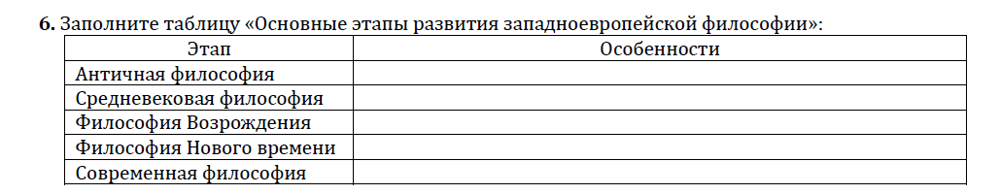 6. Заполните таблицу «Основные этапы развития западноевропейской философии»:
Этап Особенности
Античная философия
Средневековая философия
Философия Возрождения
Философия Нового времени
Современная философия